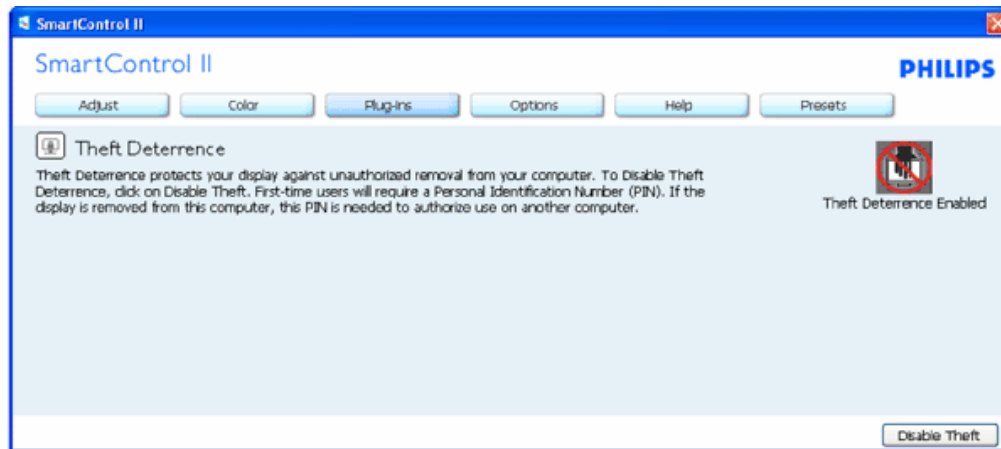 SmartControl II
SmartControl II
PHILIPS
Adjust
Color
Plug-Ins
Options
Help
Presets
Theft Deterrence
Theft Deterrence protects your display against unauthorized removal from your computer. To Disable Theft
Deterrence, click on Disable Theft. First-time users will require a Personal Identification Number (PIN). If the
display is removed from this computer, this PIN is needed to authorize use on another computer.
Theft Deterrence Enabled
Disable Theft